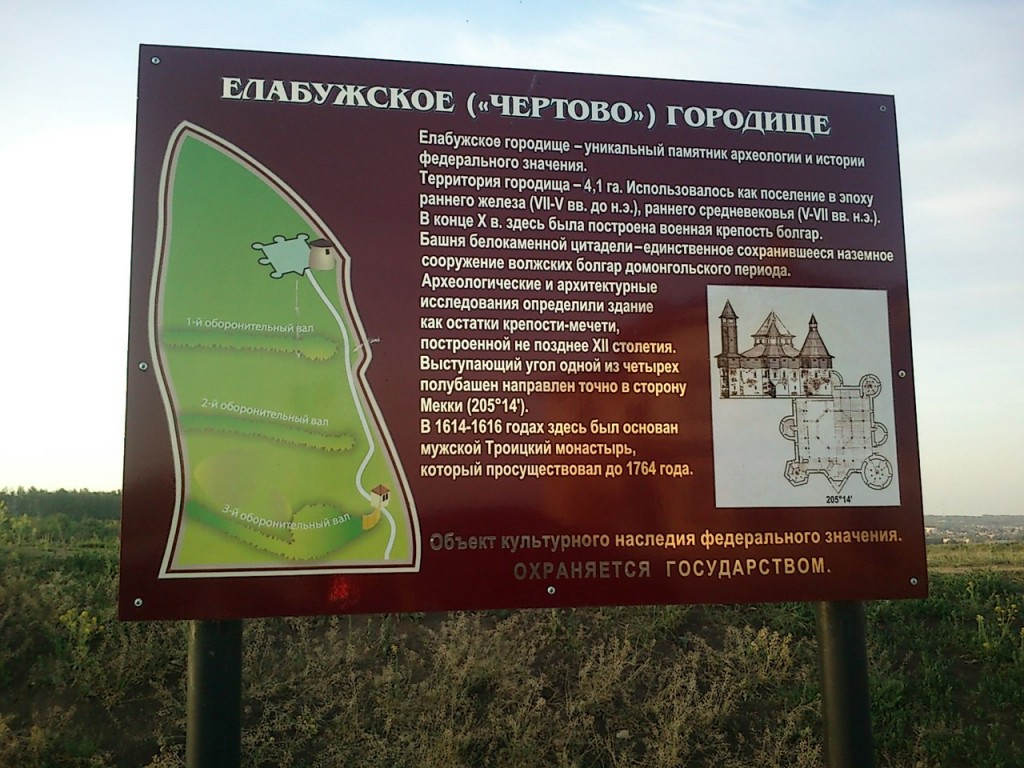 ЕЛАБУЖСКОЕ («ЧЕРТОВО») ГОРОДИЩЕ
Елабужское городище – уникальный памятник археологии и истории
федерального значения.
Территория городища – 4,1 га. Использовалось как поселение в эпоху
раннего железа (VII-V вв. до н.э.), раннего средневековья (V-VII вв. н.э.).
В конце X в. здесь была построена военная крепость болгар.
Башня белокаменной цитадели – единственное сохранившееся наземное
сооружение волжских болгар домонгольского периода.
Археологические и архитектурные
исследования определили здание
как остатки крепости-мечети,
построенной не позднее XII столетия.
Выступающий угол одной из четырех
полубашен направлен точно в сторону
Мекки (205°14').
В 1614-1616 годах здесь был основан
мужской Троицкий монастырь,
который просуществовал до 1764 года.
1-й оборонительный вал
2-й оборонительный вал
3-й оборонительный вал
205°14'
Объект культурного наследия федерального значения.
ОХРАНЯЕТСЯ ГОСУДАРСТВОМ.